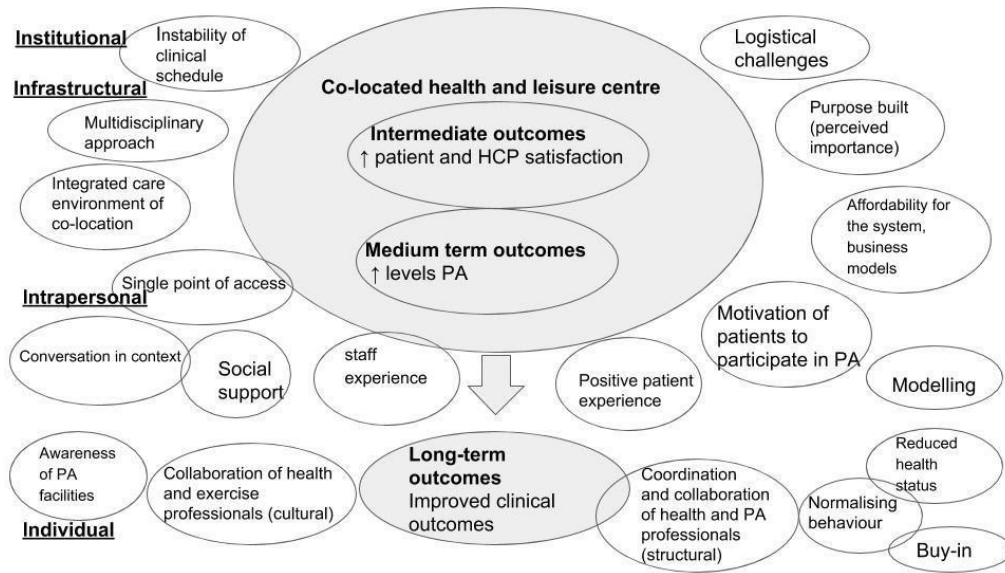 Institutional
Instability of
clinical
schedule
Logistical
challenges
Infrastructural
Co-located health and leisure centre
Multidisciplinary
approach
Intermediate outcomes
↑ patient and HCP satisfaction
Purpose built
(perceived
importance)
Integrated care
environment of
co-location
Affordability for
the system,
business
models
Medium term outcomes
↑ levels PA
Single point of access
Intrapersonal
Motivation of
patients to
participate in PA
Conversation in context
Social
support
staff
experience
Positive patient
experience
Modelling
Awareness
of PA
facilities
Collaboration of health
and exercise
professionals (cultural)
Long-term
outcomes
Improved clinical
outcomes
Coordination
and collaboration
of health and PA
professionals
(structural)
Reduced
health
status
Normalising
behaviour
Individual
Buy-in